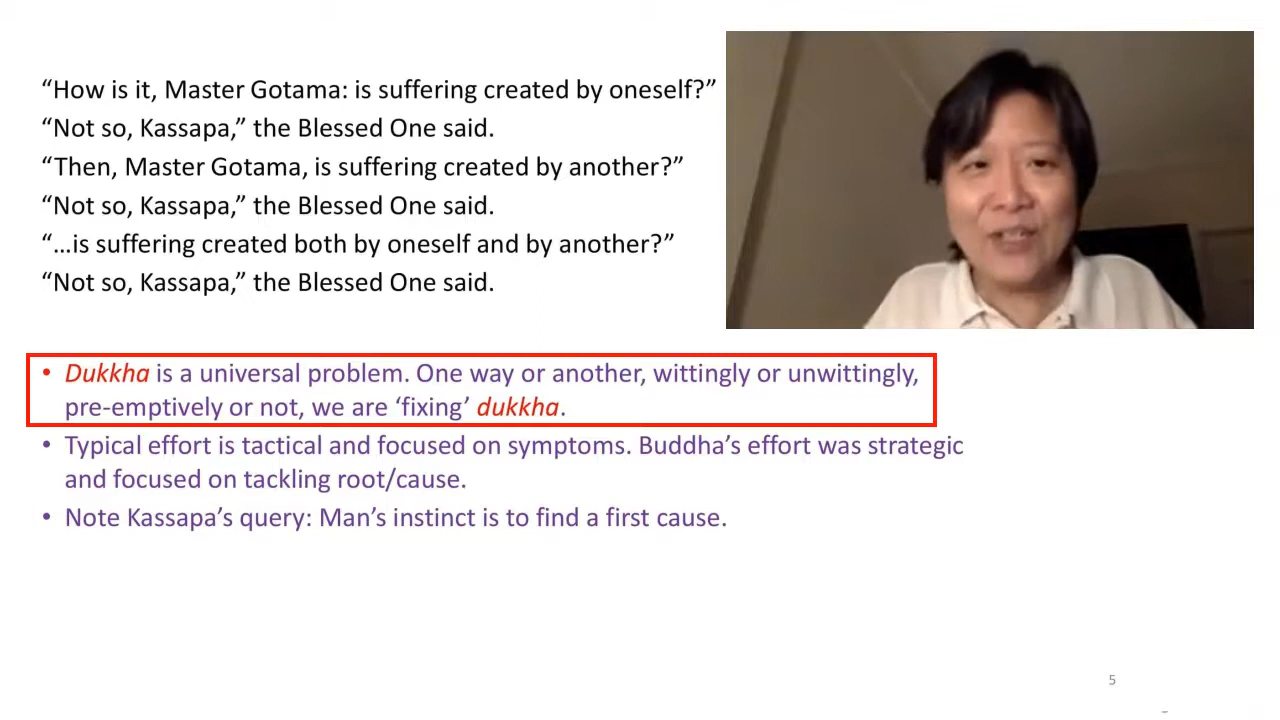 “How is it, Master Gotama: is suffering created by oneself?”
“Not so, Kassapa,” the Blessed One said.
“Then, Master Gotama, is suffering created by another?”
“Not so, Kassapa,” the Blessed One said.
“…is suffering created both by oneself and by another?”
“Not so, Kassapa,” the Blessed One said.
• Dukkha is a universal problem. One way or another, wittingly or unwittingly,
pre-emptively or not, we are ‘fixing’ dukkha.
• Typical effort is tactical and focused on symptoms. Buddha’s effort was strategic
and focused on tackling root/cause.
• Note Kassapa’s query: Man’s instinct is to find a first cause.
5